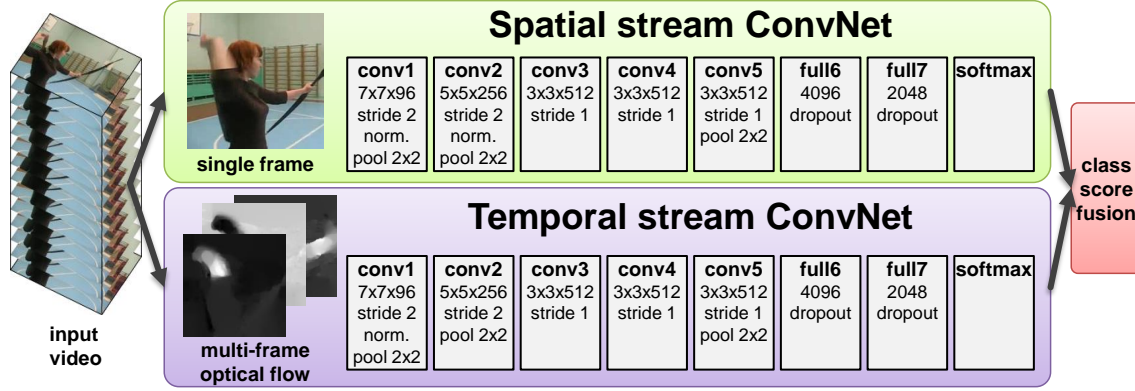 Spatial stream ConvNet
conv1
7x7x96
stride 2
norm.
pool 2x2
conv2
5x5x256
stride 2
norm.
pool 2x2
conv3
3x3x512
stride 1
conv4
3x3x512
stride 1
conv5
3x3x512
stride 1
pool 2x2
full6
4096
dropout
full7
2048
dropout
softmax
single frame
Temporal stream ConvNet
conv1
7x7x96
stride 2
norm.
pool 2x2
conv2
5x5x256
stride 2
pool 2x2
conv3
3x3x512
stride 1
conv4
3x3x512
stride 1
conv5
3x3x512
stride 1
pool 2x2
full6
4096
dropout
full7
2048
dropout
softmax
multi-frame
optical flow
input
video
class
score
fusion